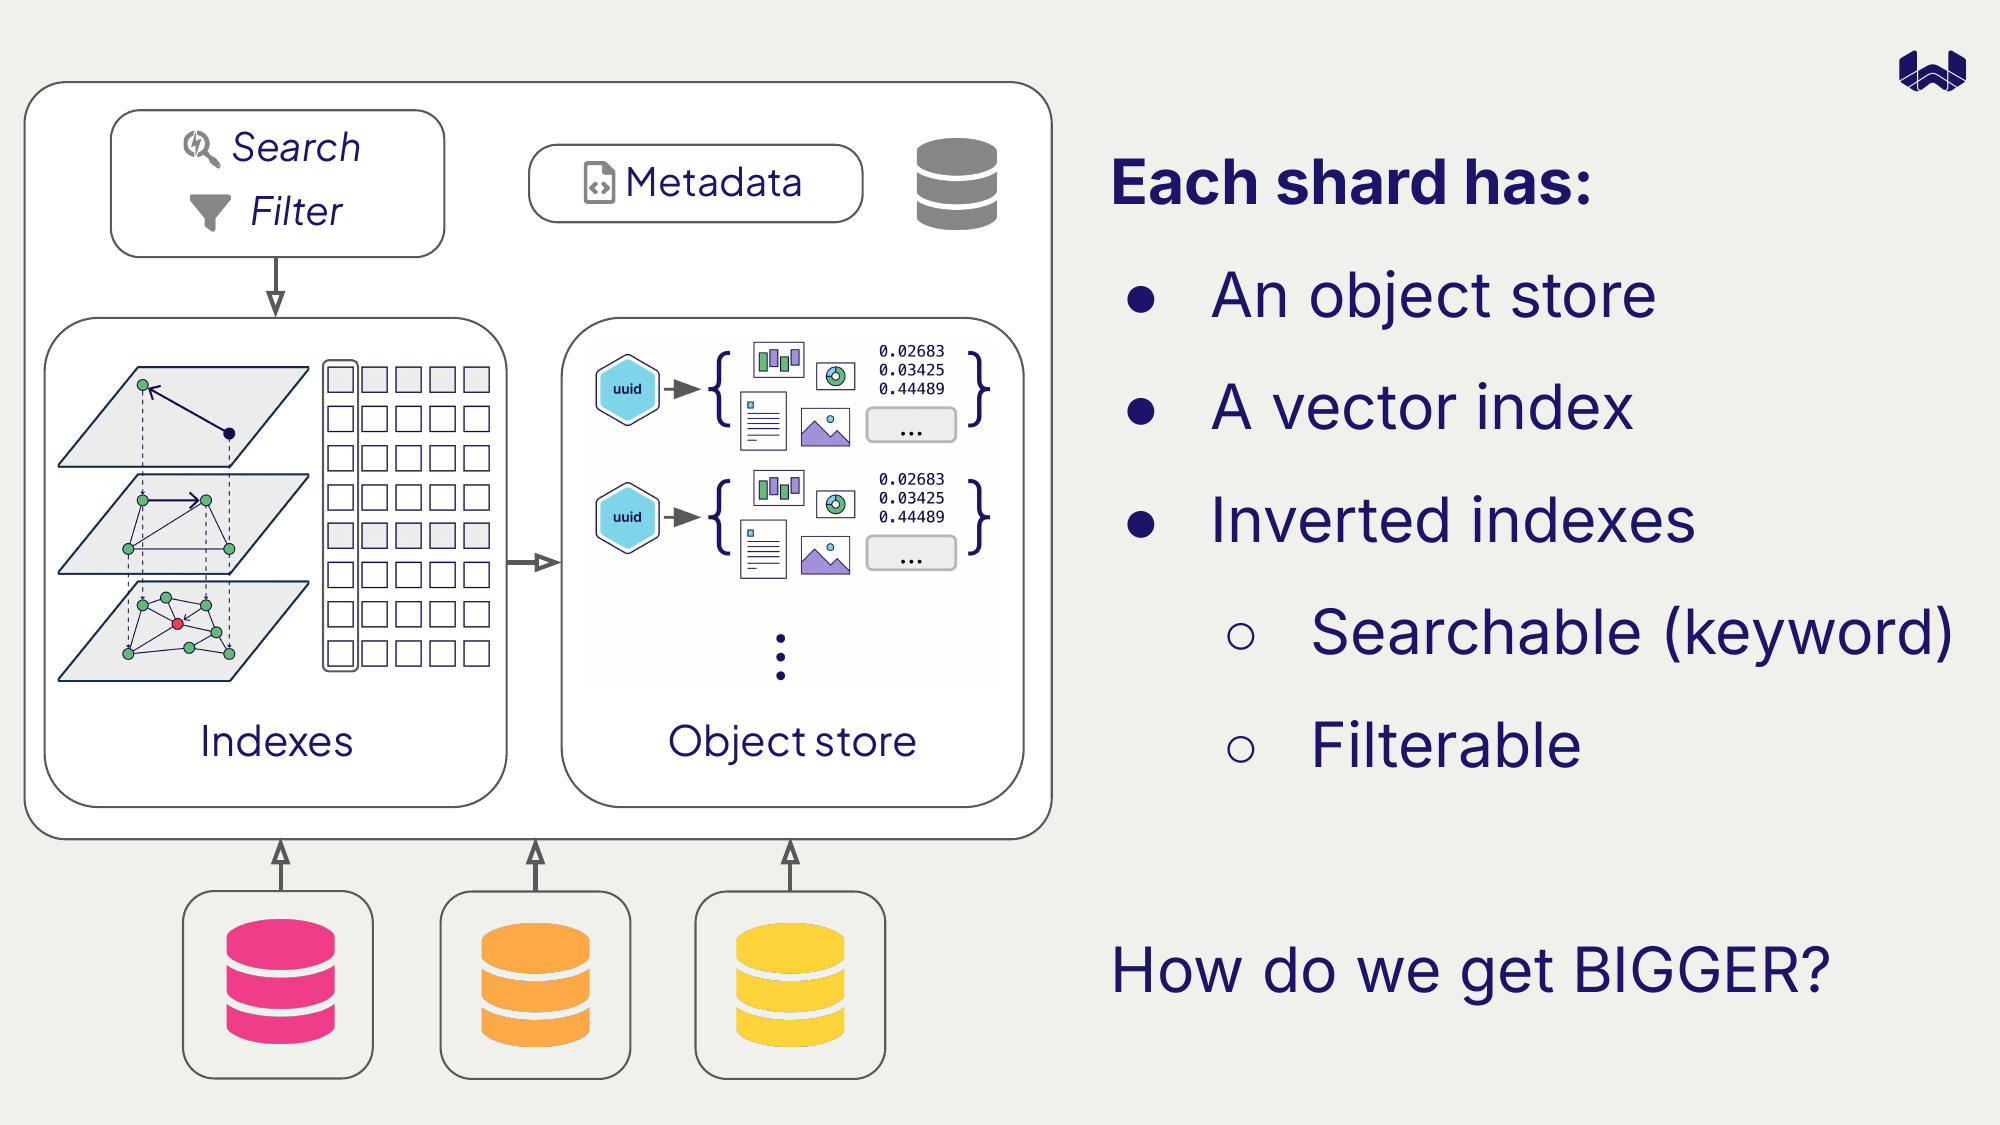 Search
Filter
Metadata
uuid
0.02683
0.03425
0.44489
...
uuid
0.02683
0.03425
0.44489
...
Indexes
Object store
Each shard has:
● An object store
● A vector index
● Inverted indexes
○ Searchable (keyword)
○ Filterable
How do we get BIGGER?